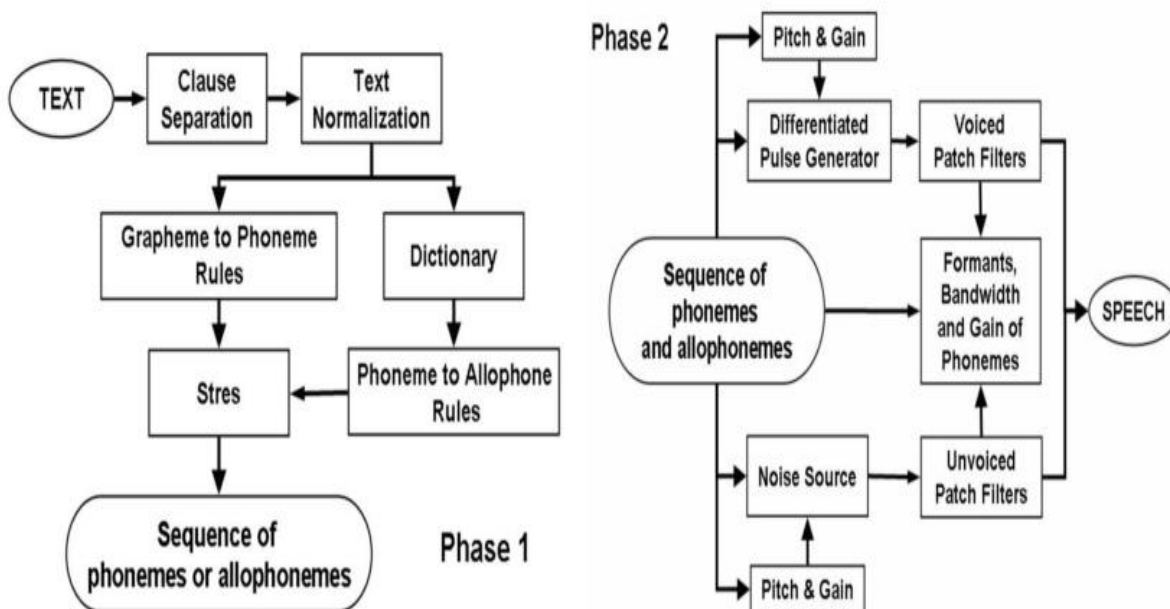 TEXT
Clause
Separation
Text
Normalization
Grapheme to Phoneme
Rules
Dictionary
Stres
Phoneme to Allophone
Rules
Sequence of
phonemes or allophonemes
Phase 1
Phase 2
Pitch & Gain
Differentiated
Pulse Generator
Voiced
Patch Filters
Sequence of
phonemes
and allophonemes
Formants,
Bandwidth
and Gain of
Phonemes
SPEECH
Noise Source
Unvoiced
Patch Filters
Pitch & Gain